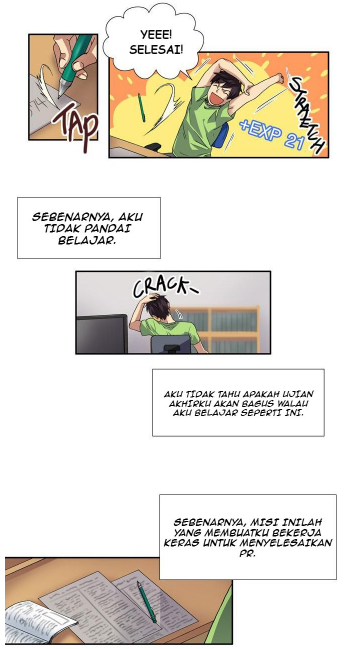 YEEE!
SELESAI!
TAP
STRETCH
+EXP 21
SEBENARNYA, AKU
TIDAK PANDAI
BELAJAR.
CRACK~
AKU TIDAK TAHU APAKAH UJIAN
AKHIRKU AKAN BAGUS WALAU
AKU BELAJAR SEPERTI INI.
SEBENARNYA, MISI INILAH
YANG MEMBUATKU BEKERJA
KERAS UNTUK MENYELESAIKAN
PR.